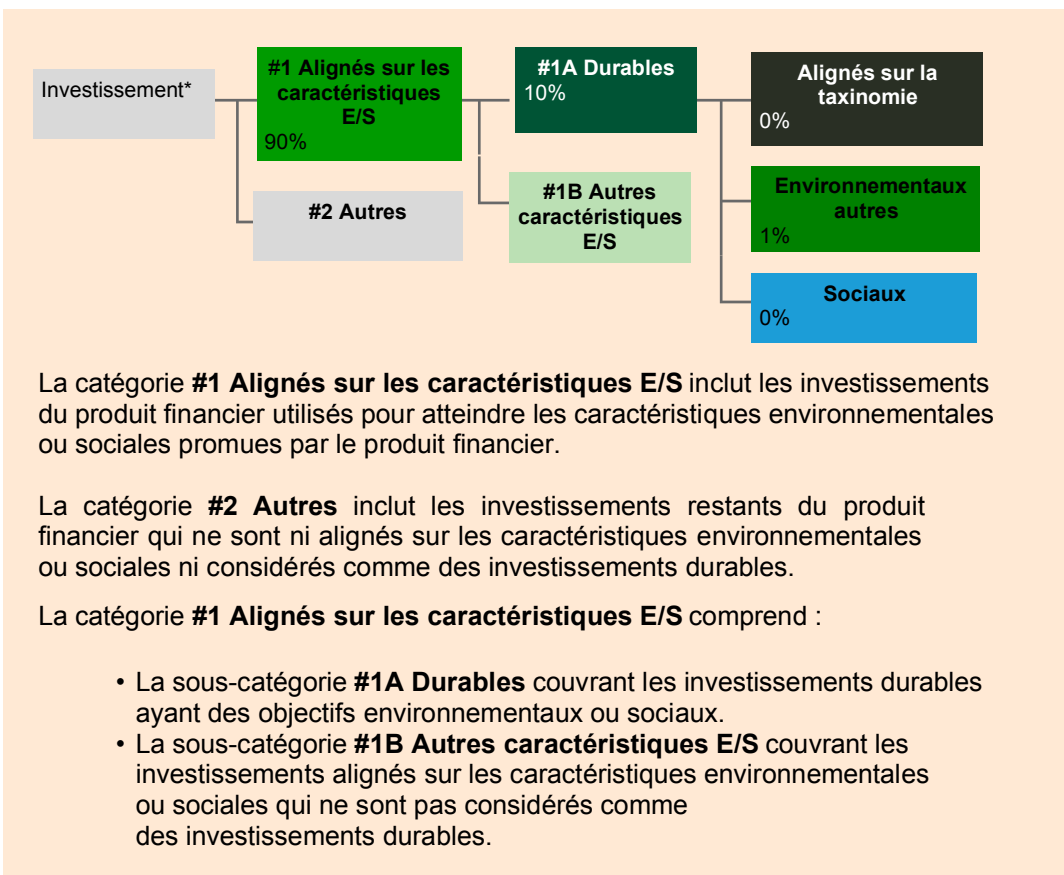 Investissement*
#1 Alignés sur les
caractéristiques
E/S
90%
#2 Autres
#1A Durables
10%
#1B Autres
caractéristiques
E/S
Alignés sur la
taxinomie
0%
Environnementaux
autres
1%
Sociaux
0%
La catégorie #1 Alignés sur les caractéristiques E/S inclut les investissements
du produit financier utilisés pour atteindre les caractéristiques environnementales
ou sociales promues par le produit financier.
La catégorie #2 Autres inclut les investissements restants du produit
financier qui ne sont ni alignés sur les caractéristiques environnementales
ou sociales ni considérés comme des investissements durables.
La catégorie #1 Alignés sur les caractéristiques E/S comprend :
• La sous-catégorie #1A Durables couvrant les investissements durables
ayant des objectifs environnementaux ou sociaux.
• La sous-catégorie #1B Autres caractéristiques E/S couvrant les
investissements alignés sur les caractéristiques environnementales
ou sociales qui ne sont pas considérés comme
des investissements durables.